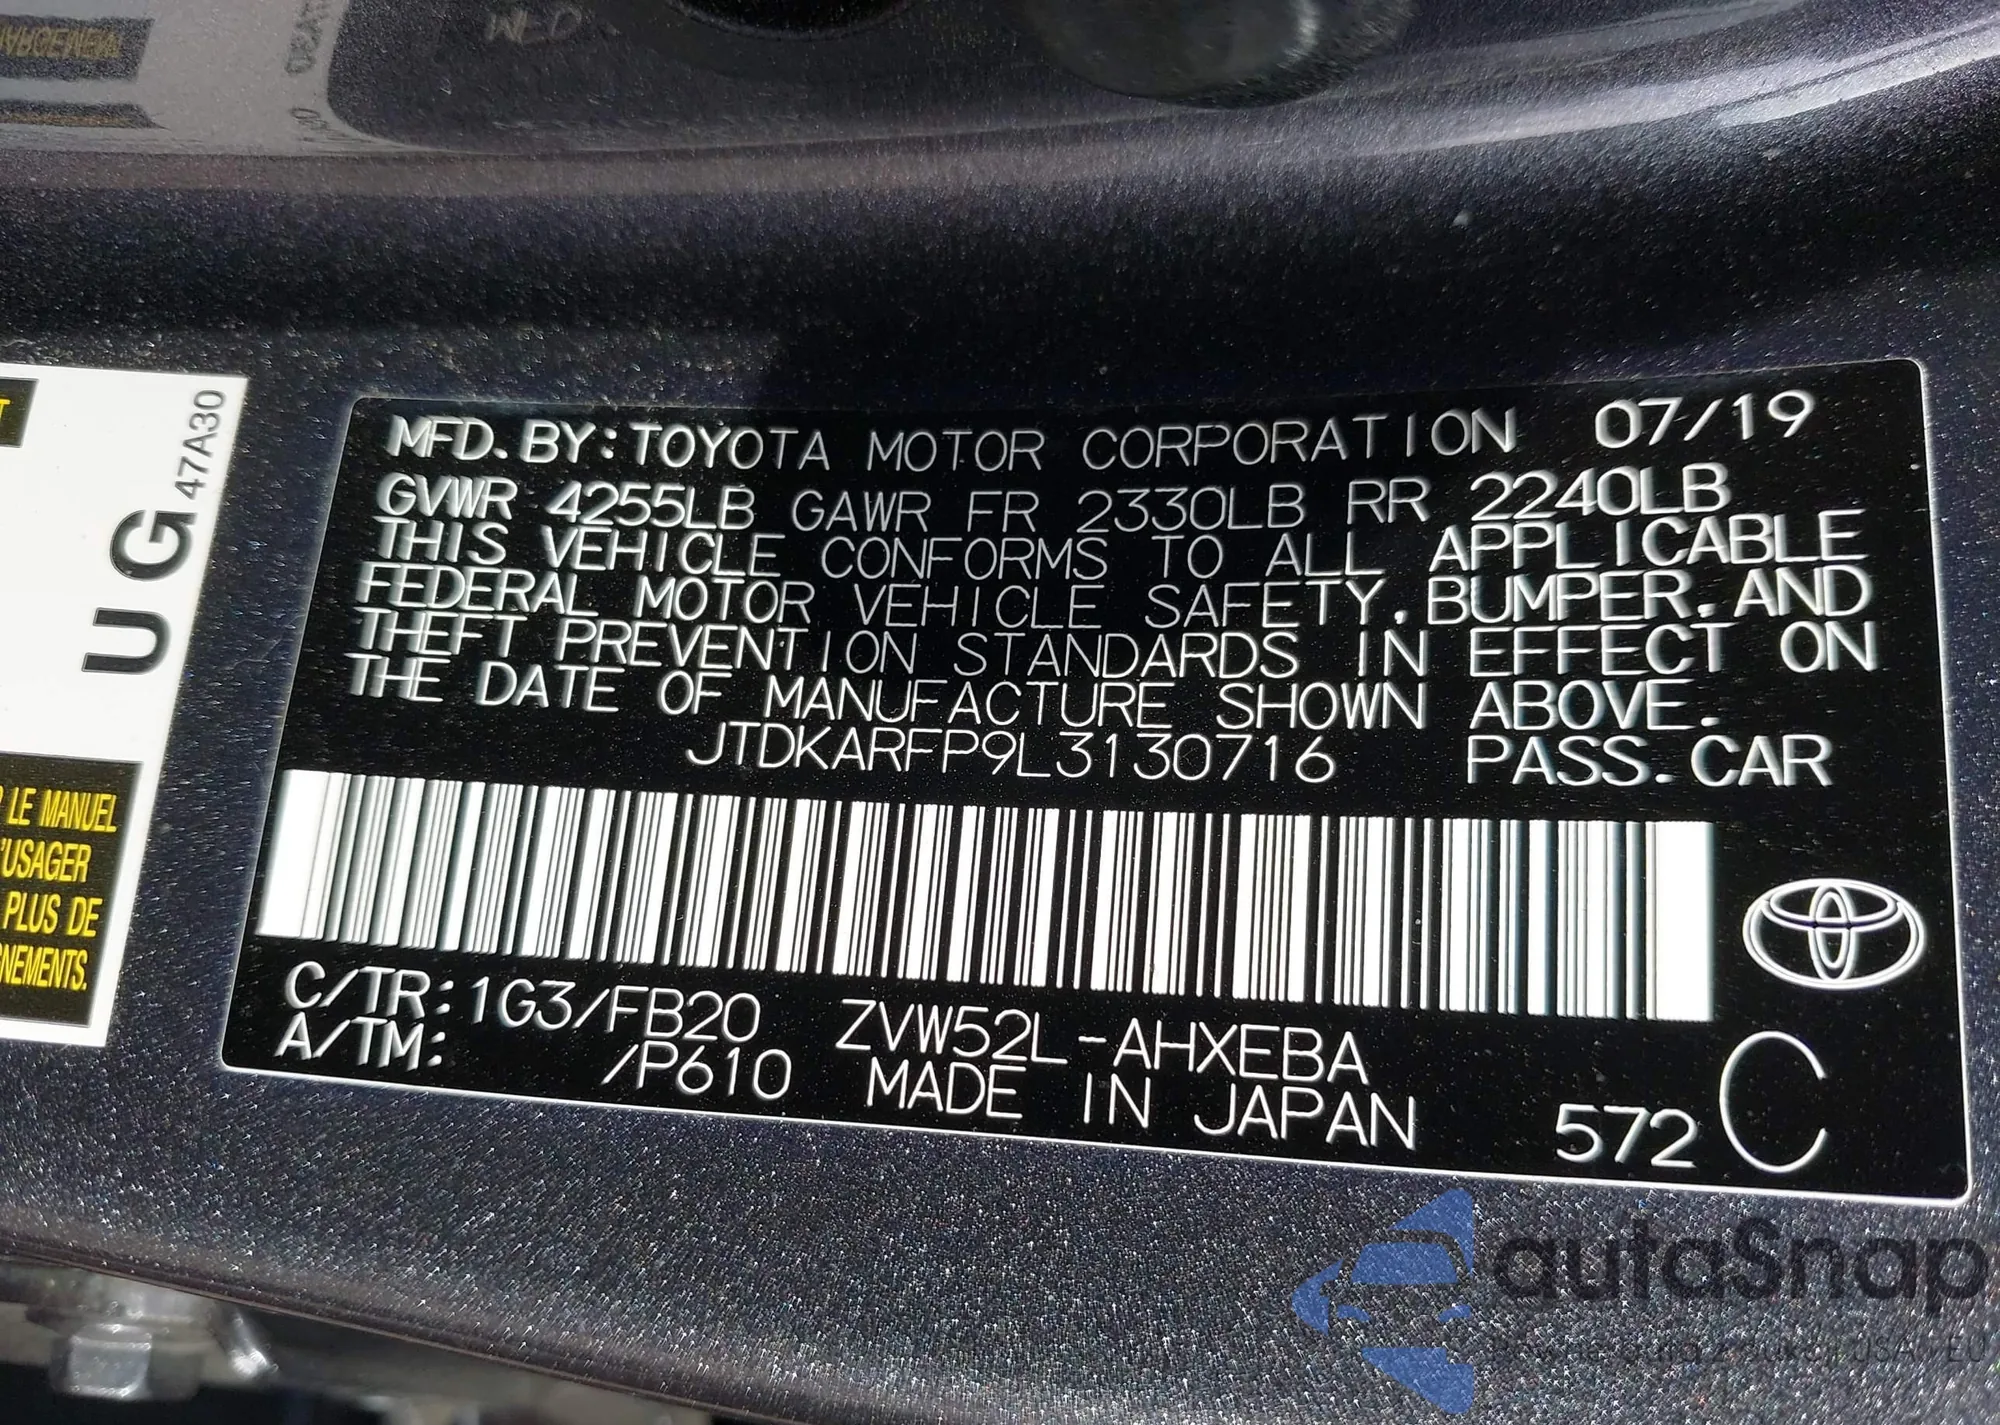 WED
47A30
UG
LE MANUEL
'USAGER
PLUS DE
GNEMENTS.
MFD. BY: TOYOTA MOTOR CORPORATION 07/19
GVWR 4255LB GAWR FR 2330LB RR 2240LB
THIS VEHICLE CONFORMS TO ALL APPLICABLE
FEDERAL MOTOR VEHICLE SAFETY, BUMPER, AND
THEFT PREVENTION STANDARDS IN EFFECT ON
THE DATE OF MANUFACTURE SHOWN ABOVE.
JTDKARFP9L3130716 PASS. CAR
C/TR: 1G3/FB20 ZVW52L-AHXEBA
A/TM: /P610 MADE IN JAPAN
572 C
autoSnap